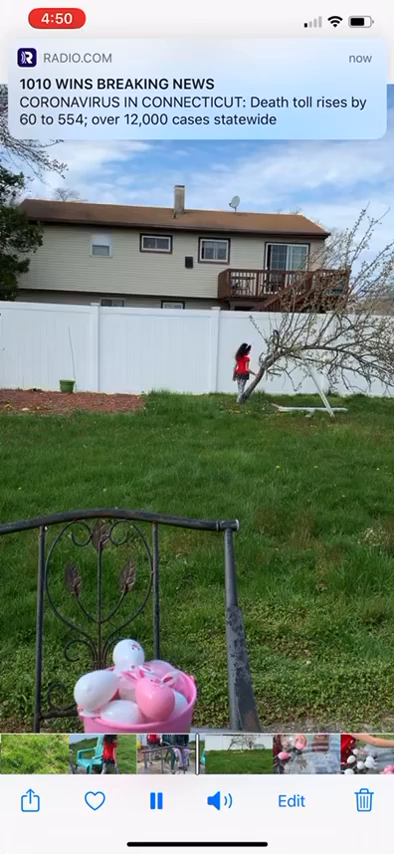 4:50
RADIO.COM now
1010 WINS BREAKING NEWS
CORONAVIRUS IN CONNECTICUT: Death toll rises by
60 to 554; over 12,000 cases statewide
Edit